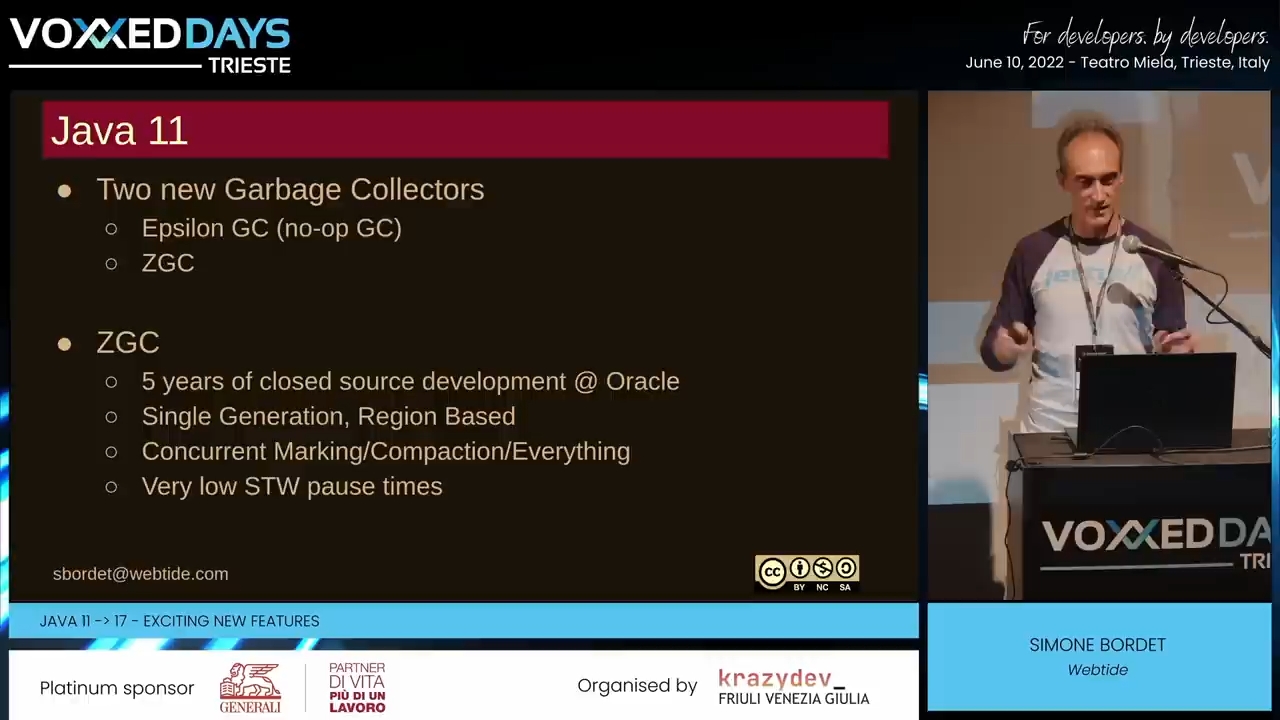 VOXXEDDAYS
TRIESTE
For developers, by developers.
June 10, 2022 - Teatro Miela, Trieste, Italy
Java 11
● Two new Garbage Collectors
○ Epsilon GC (no-op GC)
○ ZGC
● ZGC
○ 5 years of closed source development @ Oracle
○ Single Generation, Region Based
○ Concurrent Marking/Compaction/Everything
○ Very low STW pause times
sbordet@webtide.com
CC BY NC SA
JAVA 11 -> 17 - EXCITING NEW FEATURES
VOXXEDDA
TRI
SIMONE BORDET
Webtide
Platinum sponsor
GENERALI
PARTNER
DI VITA
PIÙ DI UN
LAVORO
Organised by
krazydev_
FRIULI VENEZIA GIULIA